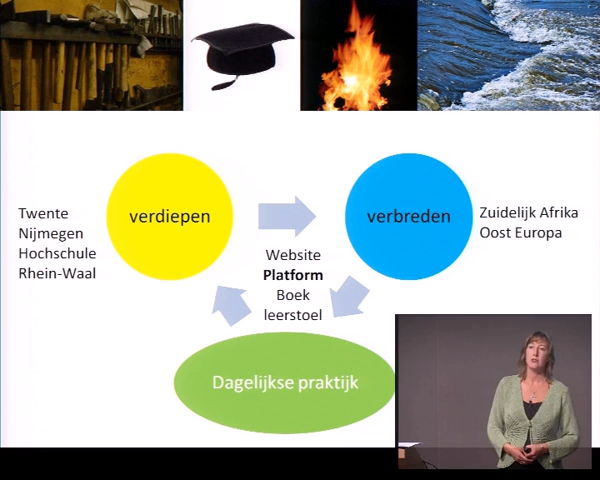 verdiepen
verbreden
Twente
Nijmegen
Hochschule
Rhein-Waal
Zuidelijk Afrika
Oost Europa
Website
Platform
Boek
leerstoel
Dagelijkse praktijk